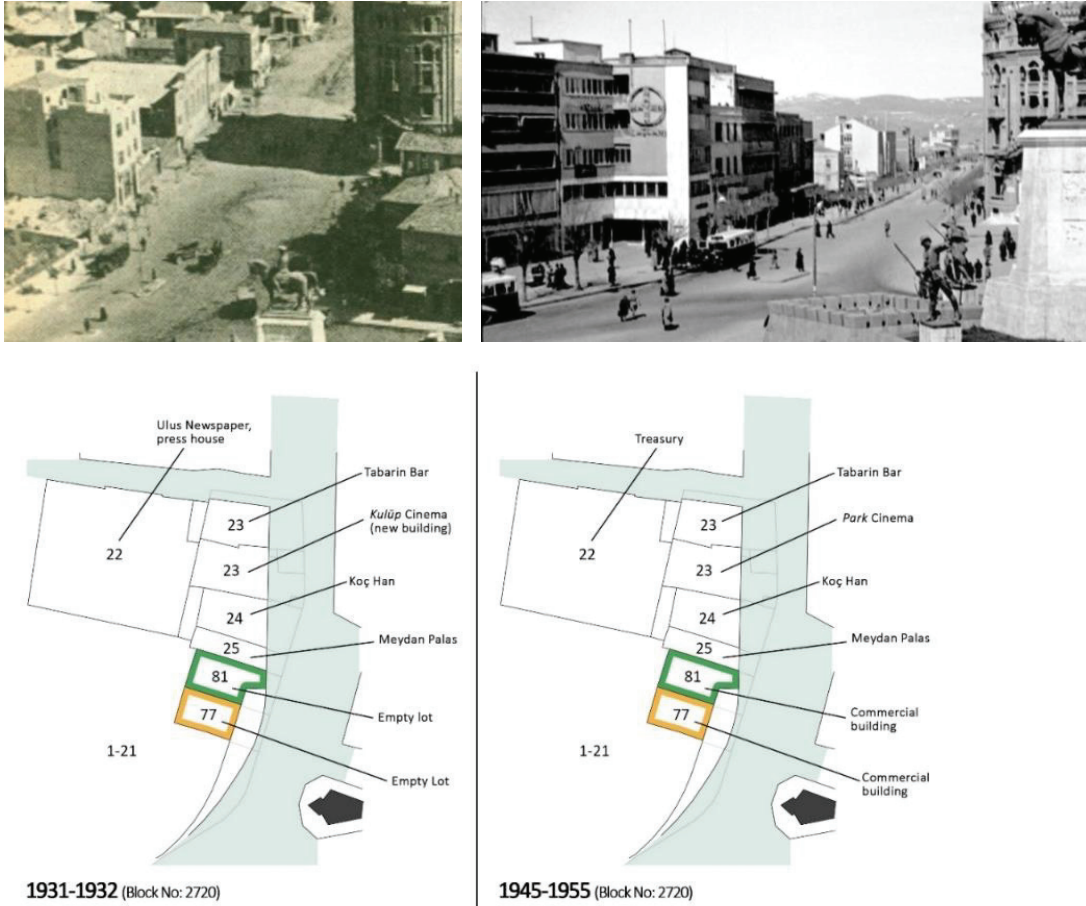 Ulus Newspaper,
press house
Tabarin Bar
23
Kulüp Cinema
(new building)
22
23
Koç Han
24
Meydan Palas
25
81
Empty lot
77
1-21
Empty Lot
1931-1932 (Block No: 2720)
Treasury
Tabarin Bar
23
Park Cinema
22
23
Koç Han
24
Meydan Palas
25
81
Commercial
building
77
1-21
Commercial
building
1945-1955 (Block No: 2720)